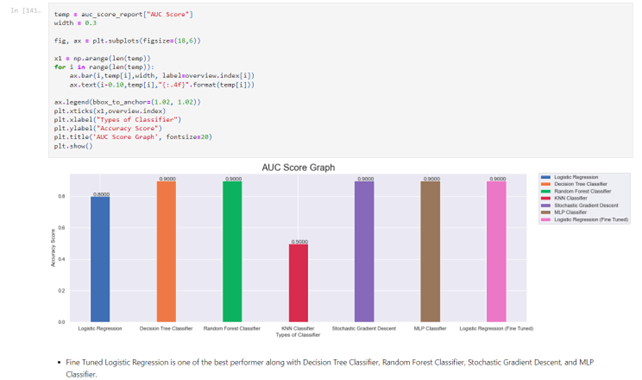 In [341…
temp = auc_score_report["AUC Score"]
width = 0.3
fig, ax = plt.subplots(figsize=(18,6))
x1 = np.arange(len(temp))
for i in range(len(temp)):
ax.bar(i,temp[i],width, label=overview.index[i])
ax.text(i-0.10,temp[i],"{:.4f}".format(temp[i]))
ax.legend(bbox_to_anchor=(1.02, 1.02))
plt.xticks(x1,overview.index)
plt.xlabel("Types of Classifier")
plt.ylabel("Accuracy Score")
plt.title('AUC Score Graph', fontsize=20)
plt.show()
AUC Score Graph
0.8000
0.9000
0.9000
0.5000
0.9000
0.9000
0.9000
0.8
0.6
0.4
0.2
0.0
Accuracy Score
Logistic Regression
Decision Tree Classifier
Random Forest Classifier
KNN Classifier
Stochastic Gradient Descent
MLP Classifier
Logistic Regression (Fine Tuned)
Types of Classifier
Logistic Regression
Decision Tree Classifier
Random Forest Classifier
KNN Classifier
Stochastic Gradient Descent
MLP Classifier
Logistic Regression (Fine Tuned)
• Fine Tuned Logistic Regression is one of the best performer along with Decision Tree Classifier, Random Forest Classifier, Stochastic Gradient Descent, and MLP
Classifier.